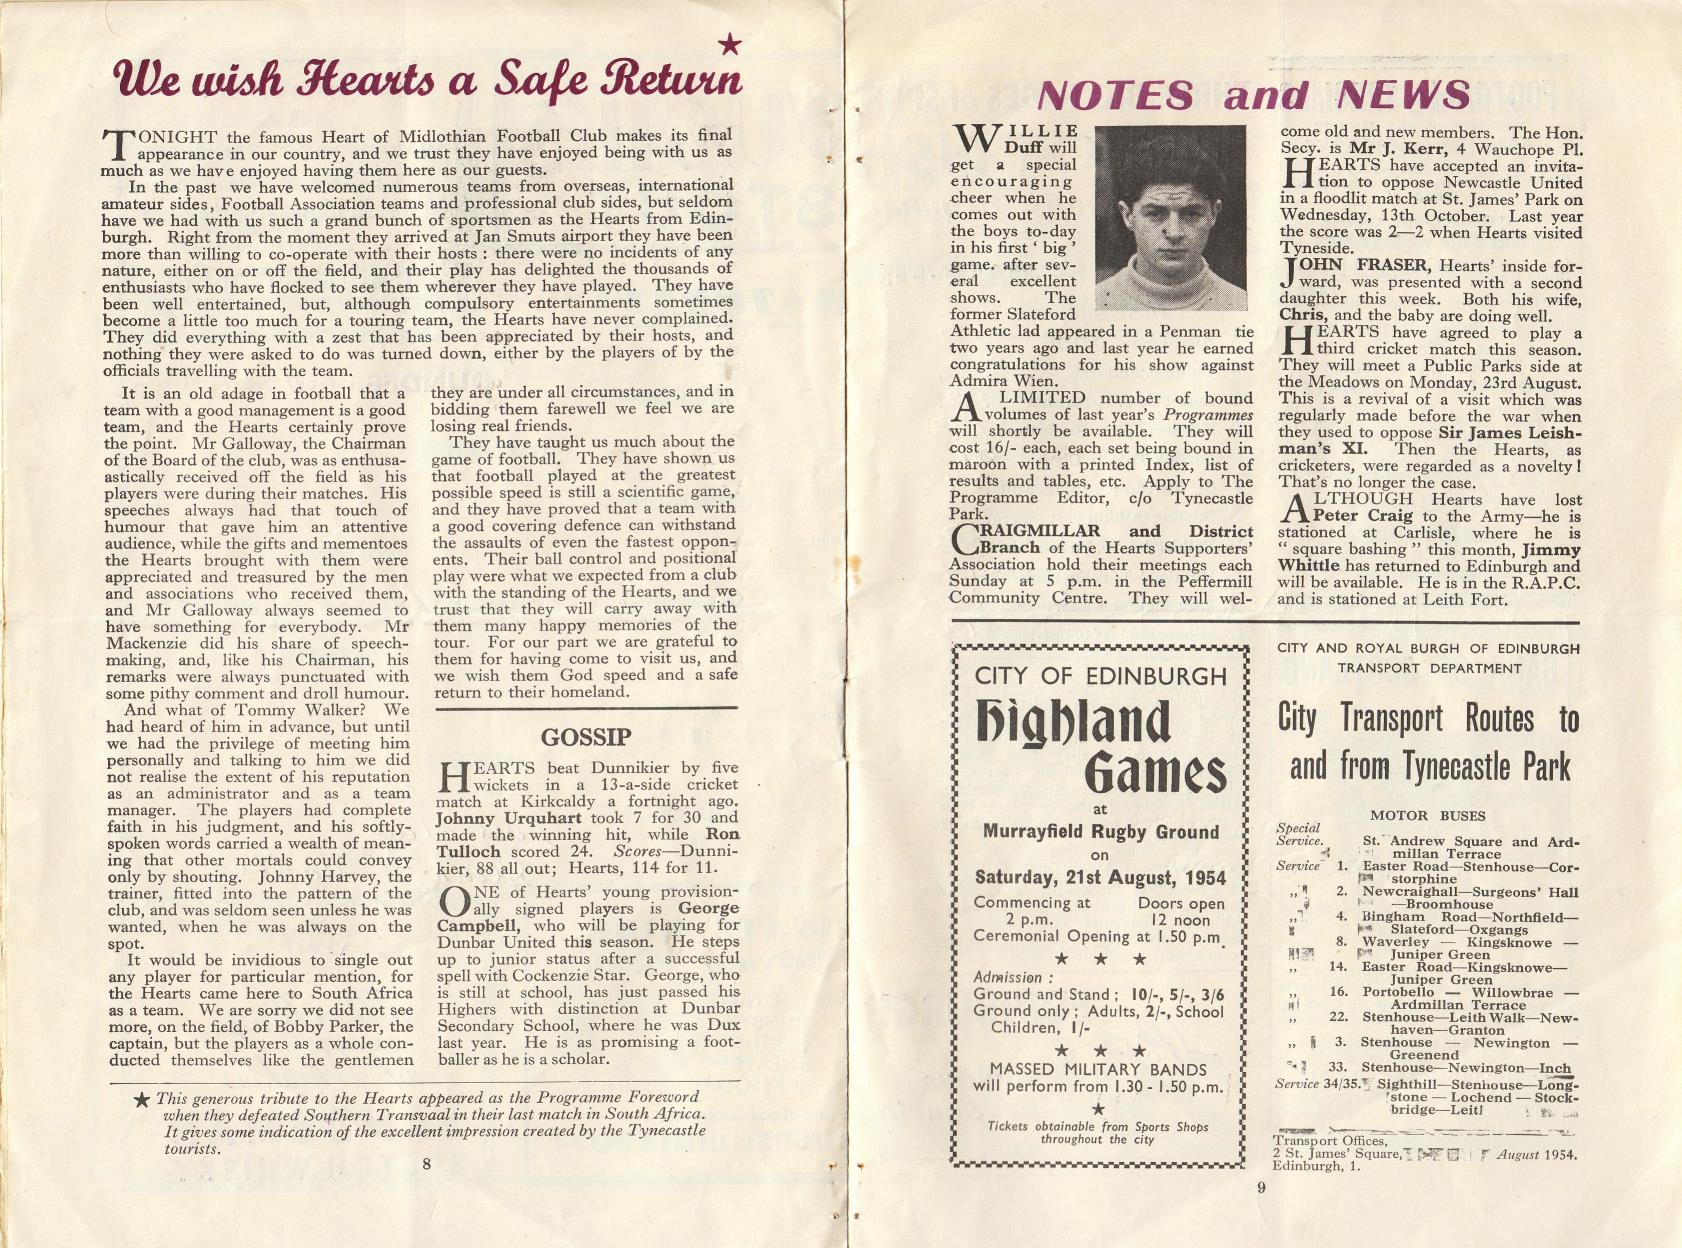 We wish Hearts a Safe Return
TONIGHT the famous Heart of Midlothian Football Club makes its final
appearance in our country, and we trust they have enjoyed being with us as
much as we have enjoyed having them here as our guests.
In the past we have welcomed numerous teams from overseas, international
amateur sides, Football Association teams and professional club sides, but seldom
have we had with us such a grand bunch of sportsmen as the Hearts from Edin-
burgh. Right from the moment they arrived at Jan Smuts airport they have been
more than willing to co-operate with their hosts : there were no incidents of any
nature, either on or off the field, and their play has delighted the thousands of
enthusiasts who have flocked to see them wherever they have played. They have
been well entertained, but, although compulsory entertainments sometimes
become a little too much for a touring team, the Hearts have never complained.
They did everything with a zest that has been appreciated by their hosts, and
nothing they were asked to do was turned down, either by the players of by the
officials travelling with the team.
It is an old adage in football that a
team with a good management is a good
team, and the Hearts certainly prove
the point. Mr Galloway, the Chairman
of the Board of the club, was as enthusi-
astically received off the field as his
players were during their matches. His
speeches always had that touch of
humour that gave him an attentive
audience, while the gifts and mementoes
the Hearts brought with them were
appreciated and treasured by the men
and associations who received them,
and Mr Galloway always seemed to
have something for everybody. Mr
Mackenzie did his share of speech-
making, and, like his Chairman, his
remarks were always punctuated with
some pithy comment and droll humour.
And what of Tommy Walker? We
had heard of him in advance, but until
we had the privilege of meeting him
personally and talking to him we did
not realise the extent of his reputation
as an administrator and as a team
manager. The players had complete
faith in his judgment, and his softly-
spoken words carried a wealth of mean-
ing that other mortals could convey
only by shouting. Johnny Harvey, the
trainer, fitted into the pattern of the
club, and was seldom seen unless he was
wanted, when he was always on the
spot.
It would be invidious to single out
any player for particular mention, for
the Hearts came here to South Africa
as a team. We are sorry we did not see
more, on the field, of Bobby Parker, the
captain, but the players as a whole con-
ducted themselves like the gentlemen
they are under all circumstances, and in
bidding them farewell we feel we are
losing real friends.
They have taught us much about the
game of football. They have shown us
that football played at the greatest
possible speed is still a scientific game,
and they have proved that a team with
a good covering defence can withstand
the assaults of even the fastest oppon-
ents. Their ball control and positional
play were what we expected from a club
with the standing of the Hearts, and we
trust that they will carry away with
them many happy memories of the
tour. For our part we are grateful to
them for having come to visit us, and
we wish them God speed and a safe
return to their homeland.
GOSSIP
HEARTS beat Dunnikier by five
wickets in a 13-a-side cricket
match at Kirkcaldy a fortnight ago.
Johnny Urquhart took 7 for 30 and
made the winning hit, while Ron
Tulloch scored 24. Scores—Dunni-
kier, 88 all out; Hearts, 114 for 11.
ONE of Hearts' young provision-
ally signed players is George
Campbell, who will be playing for
Dunbar United this season. He steps
up to junior status after a successful
spell with Cockenzie Star. George, who
is still at school, has just passed his
Highers with distinction at Dunbar
Secondary School, where he was Dux
last year. He is as promising a foot-
baller as he is a scholar.
★ This generous tribute to the Hearts appeared as the Programme Foreword
when they defeated Southern Transvaal in their last match in South Africa.
It gives some indication of the excellent impression created by the Tynecastle
tourists.
8
NOTES and NEWS
WILLIE
Duff will
get a special
encouraging
cheer when he
comes out with
the boys to-day
in his first ' big '
game. after sev-
eral excellent
shows. The
former Slateford
Athletic lad appeared in a Penman tie
two years ago and last year he earned
congratulations for his show against
Admira Wien.
A LIMITED number of bound
volumes of last year's Programmes
will shortly be available. They will
cost 16/- each, each set being bound in
maroon with a printed Index, list of
results and tables, etc. Apply to The
Programme Editor, c/o Tynecastle
Park.
CRAIGMILLAR and District
Branch of the Hearts Supporters'
Association hold their meetings each
Sunday at 5 p.m. in the Peffermill
Community Centre. They will wel-
come old and new members. The Hon.
Secy. is Mr J. Kerr, 4 Wauchope Pl.
HEARTS have accepted an invita-
tion to oppose Newcastle United
in a floodlit match at St. James' Park on
Wednesday, 13th October. Last year
the score was 2—2 when Hearts visited
Tyneside.
JOHN FRASER, Hearts' inside for-
ward, was presented with a second
daughter this week. Both his wife,
Chris, and the baby are doing well.
HEARTS have agreed to play a
third cricket match this season.
They will meet a Public Parks side at
the Meadows on Monday, 23rd August.
This is a revival of a visit which was
regularly made before the war when
they used to oppose Sir James Leish-
man's XI. Then the Hearts, as
cricketers, were regarded as a novelty !
That's no longer the case.
ALTHOUGH Hearts have lost
Peter Craig to the Army—he is
stationed at Carlisle, where he is
" square bashing " this month, Jimmy
Whittle has returned to Edinburgh and
will be available. He is in the R.A.P.C.
and is stationed at Leith Fort.
CITY OF EDINBURGH
Highland
Games
at
Murrayfield Rugby Ground
on
Saturday, 21st August, 1954
Commencing at Doors open
2 p.m. 12 noon
Ceremonial Opening at 1.50 p.m.
★ ★ ★
Admission :
Ground and Stand ; 10/-, 5/-, 3/6
Ground only ; Adults, 2/-, School
Children, 1/-
★ ★ ★
MASSED MILITARY BANDS
will perform from 1.30 - 1.50 p.m.
★
Tickets obtainable from Sports Shops
throughout the city
CITY AND ROYAL BURGH OF EDINBURGH
TRANSPORT DEPARTMENT
City Transport Routes to
and from Tynecastle Park
MOTOR BUSES
Special
Service. St. Andrew Square and Ard-
millan Terrace
Service 1. Easter Road—Stenhouse—Cor-
storphine
,, 2. Newcraighall—Surgeons' Hall
—Broomhouse
,, 4. Bingham Road—Northfield—
Slateford—Oxgangs
8. Waverley — Kingsknowe —
Juniper Green
,, 14. Easter Road—Kingsknowe—
Juniper Green
,, 16. Portobello — Willowbrae —
Ardmillan Terrace
,, 22. Stenhouse—Leith Walk—New-
haven—Granton
,, 3. Stenhouse — Newington —
Greenend
,, 33. Stenhouse—Newington—Inch
Service 34/35. Sighthill—Stenhouse—Long-
stone — Lochend — Stock-
bridge—Leith
Transport Offices,
2 St. James' Square, August 1954.
Edinburgh, 1.
9